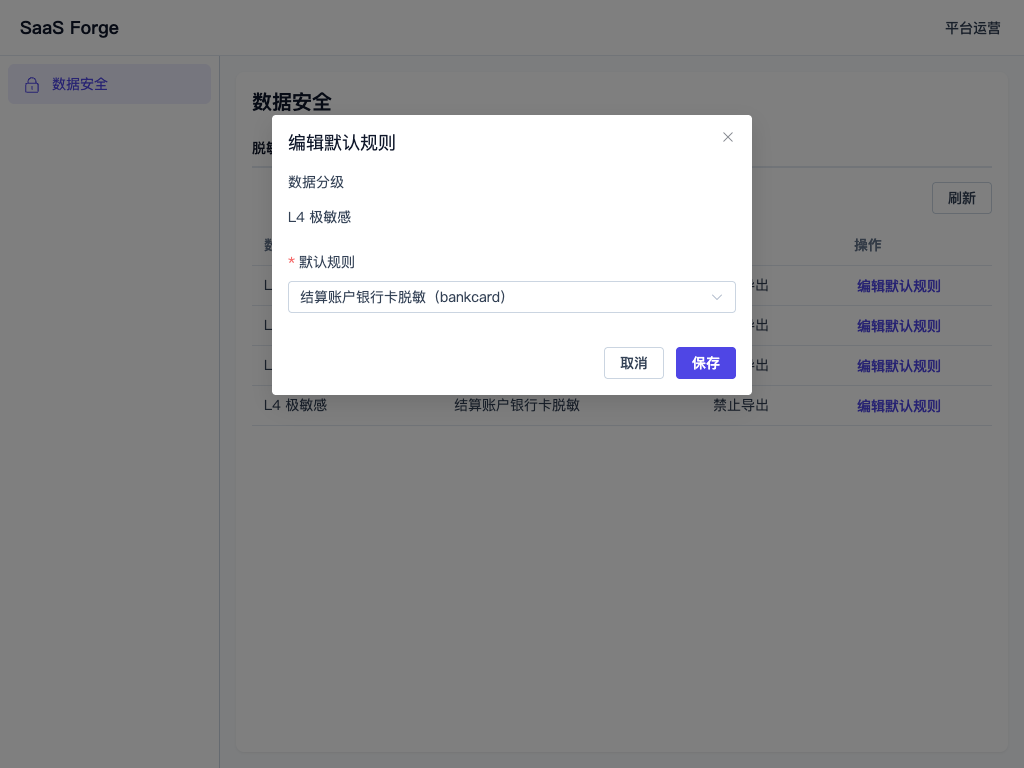 SaaS Forge
平台运营
数据安全
数据安全
编辑默认规则
数据分级
L4 极敏感
* 默认规则
结算账户银行卡脱敏（bankcard）
取消
保存
刷新
操作
编辑默认规则
编辑默认规则
编辑默认规则
L4 极敏感 结算账户银行卡脱敏 禁止导出 编辑默认规则